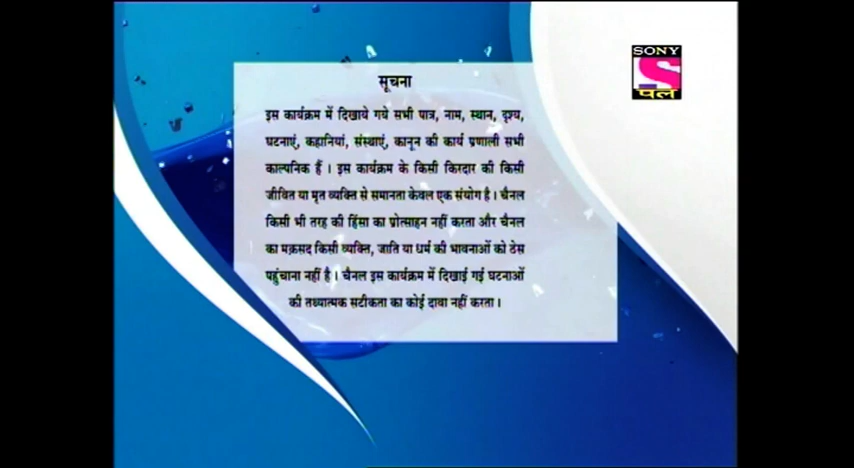 सूचना
इस कार्यक्रम में दिखाये गये सभी पात्र, नाम, स्थान, दृश्य,
घटनाएं, कहानियां, संस्थाएं, कानून की कार्य प्रणाली सभी
काल्पनिक हैं । इस कार्यक्रम के किसी किरदार की किसी
जीवित या मृत व्यक्ति से समानता केवल एक संयोग है । चैनल
किसी भी तरह की हिंसा का प्रोत्साहन नहीं करता और चैनल
का मक़सद किसी व्यक्ति, जाति या धर्म की भावनाओं को ठेस
पहुंचाना नहीं है । चैनल इस कार्यक्रम में दिखाई गई घटनाओं
की तथ्यात्मक सटीकता का कोई दावा नहीं करता ।
SONY
पल